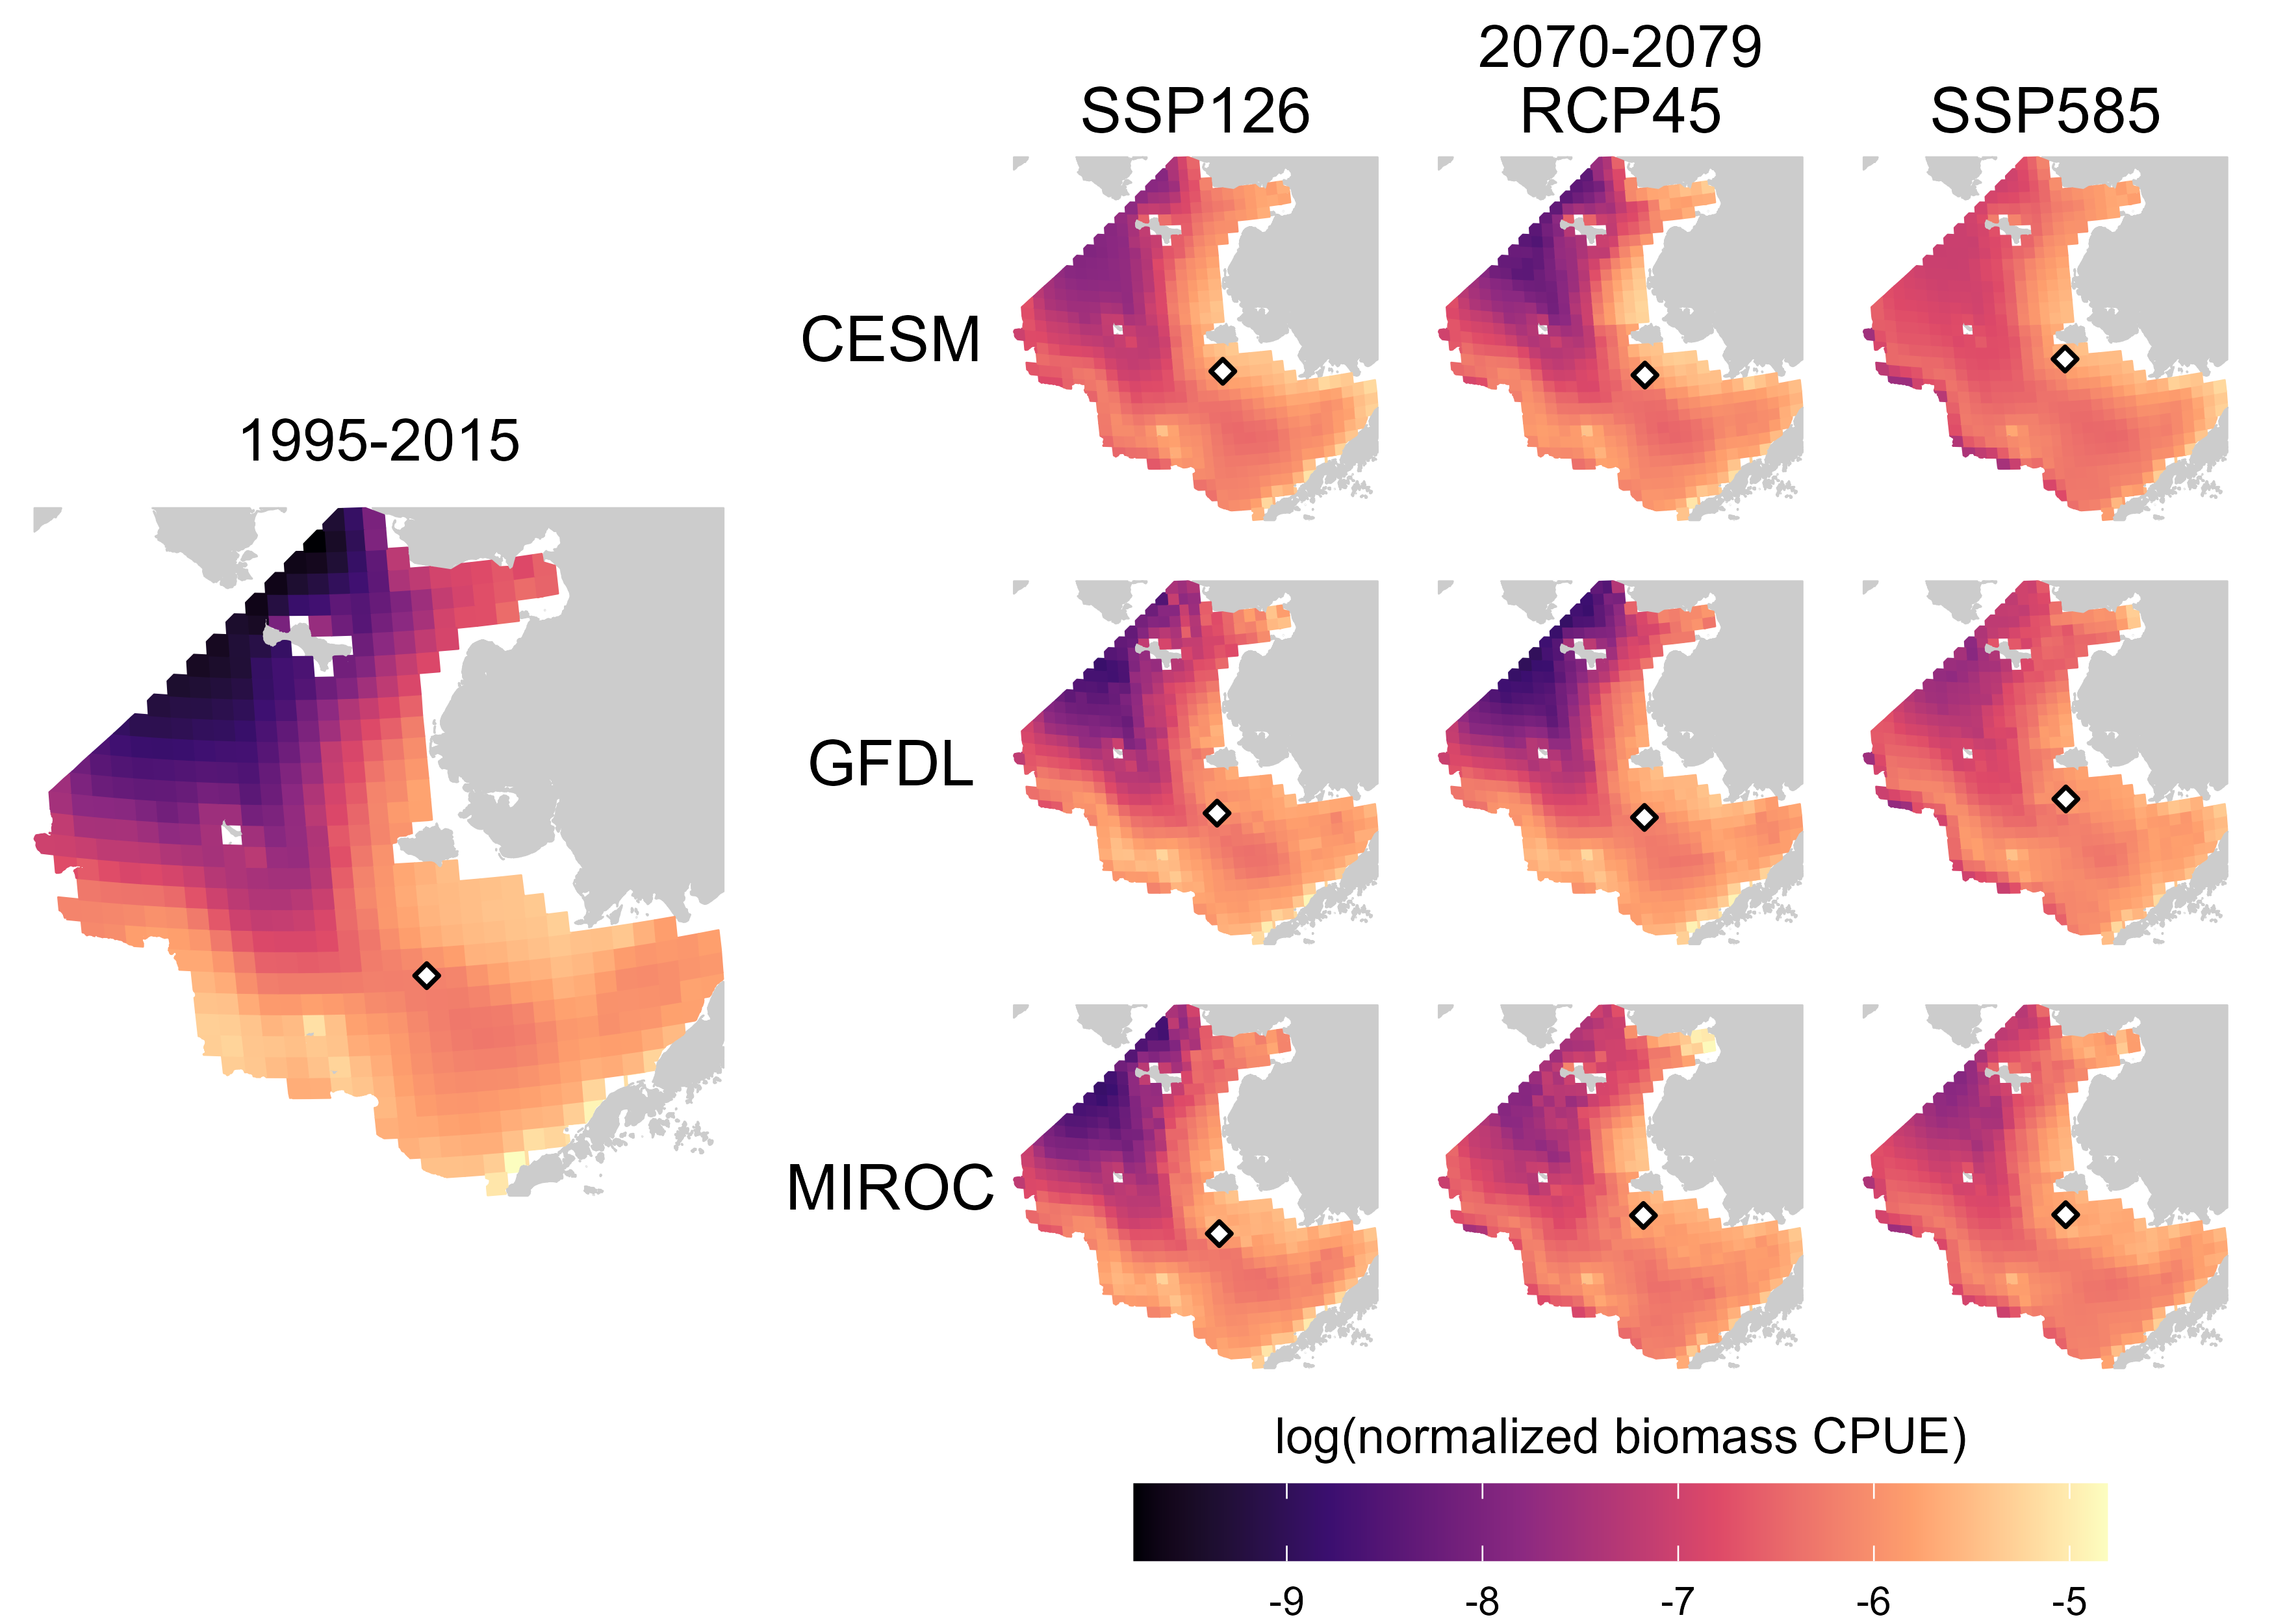 2070-2079
SSP126 RCP45 SSP585
CESM
1995-2015
GFDL
MIROC
log(normalized biomass CPUE)
-9 -8 -7 -6 -5